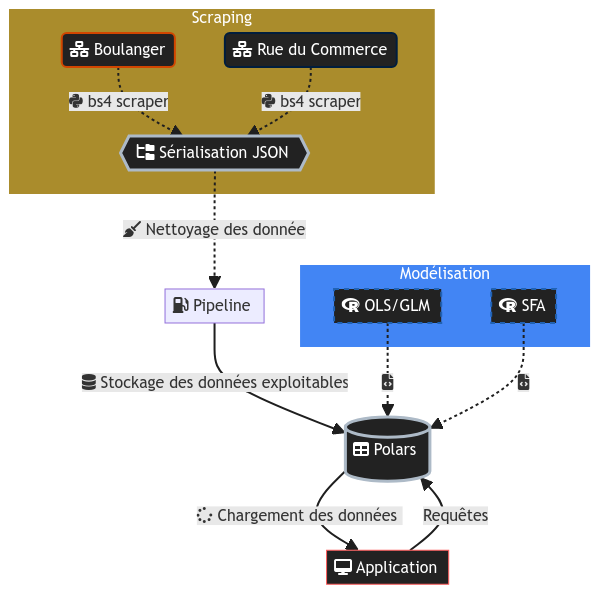 Scraping
Boulanger
Rue du Commerce
bs4 scraper
bs4 scraper
Sérialisation JSON
Nettoyage des donnée
Modélisation
Pipeline
OLS/GLM
SFA
Stockage des données exploitables
Polars
Chargement des données
Requêtes
Application